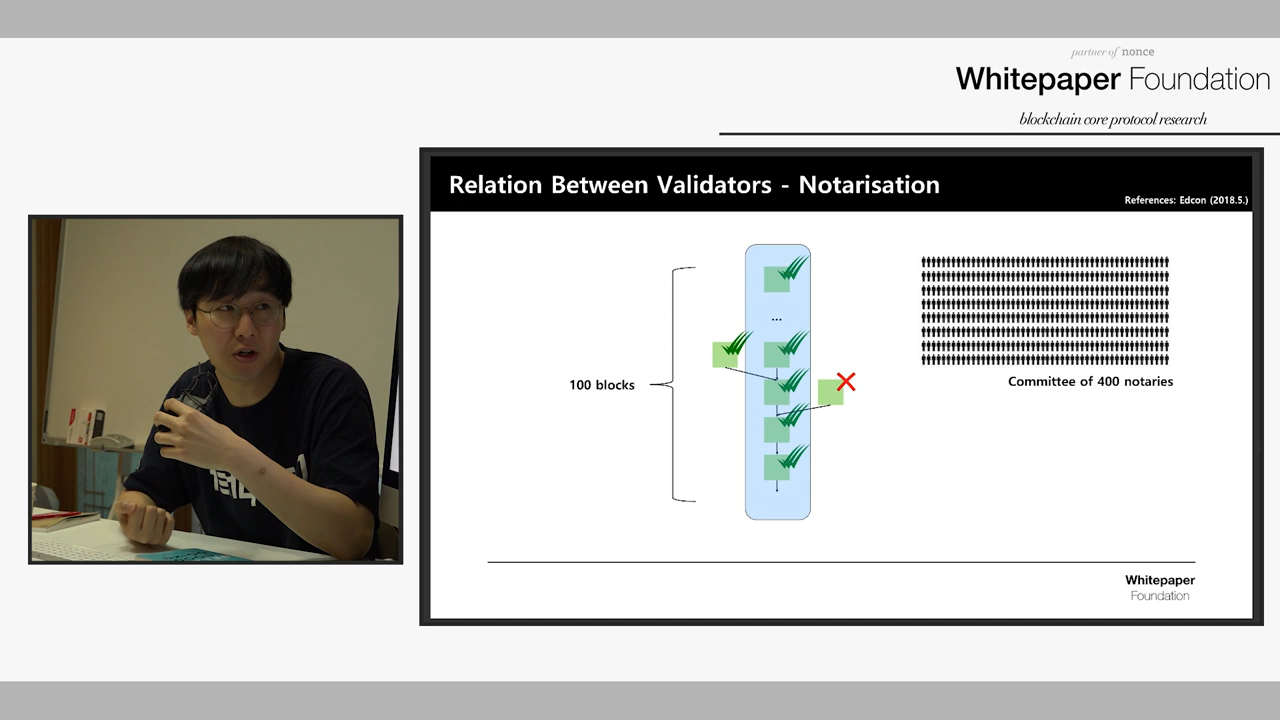 partner of nonce
Whitepaper Foundation
blockchain core protocol research
Relation Between Validators - Notarisation
References: Edcon (2018.5.)
...
100 blocks
Committee of 400 notaries
Whitepaper
Foundation